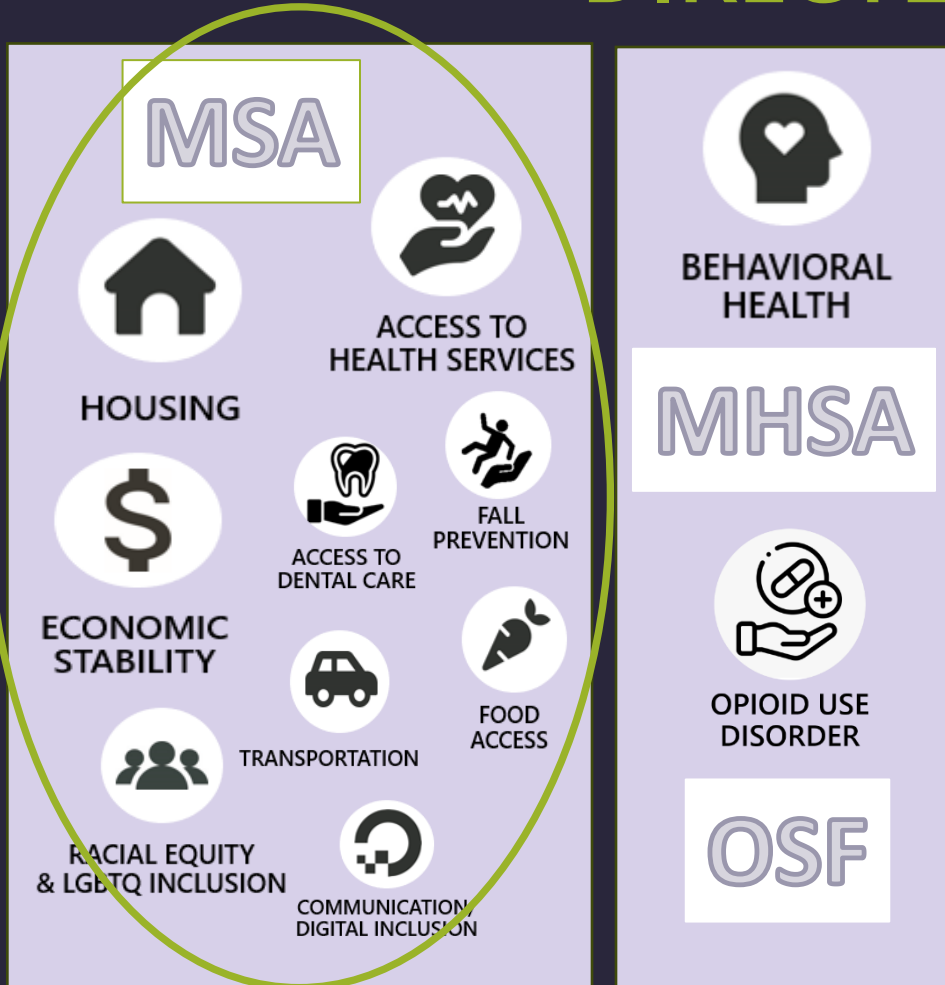 MSA
ACCESS TO
HEALTH SERVICES
HOUSING
FALL
PREVENTION
ACCESS TO
DENTAL CARE
ECONOMIC
STABILITY
FOOD
ACCESS
TRANSPORTATION
RACIAL EQUITY
& LGBTQ INCLUSION
COMMUNICATION/
DIGITAL INCLUSION
BEHAVIORAL
HEALTH
MHSA
OPIOID USE
DISORDER
OSF